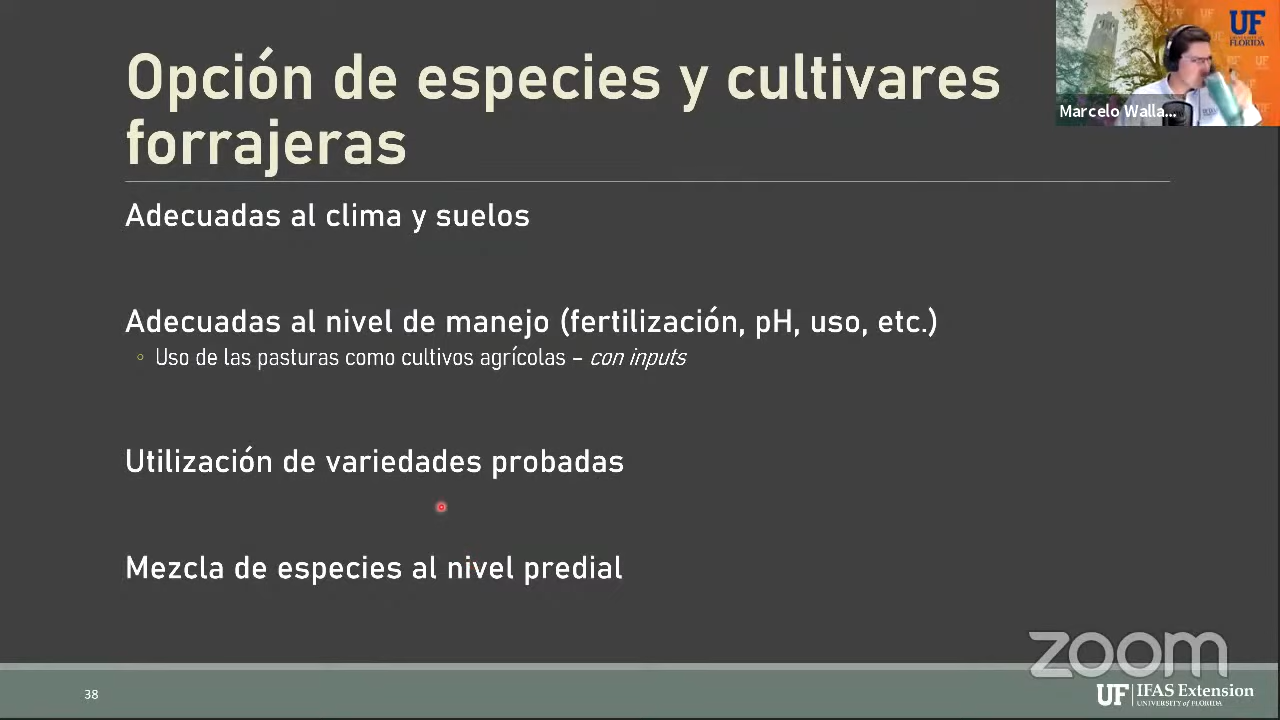 Opción de especies y cultivares
forrajeras
UF
UNIVERSITY of
FLORIDA
Marcelo Walla...
Adecuadas al clima y suelos
Adecuadas al nivel de manejo (fertilización, pH, uso, etc.)
Uso de las pasturas como cultivos agrícolas – con inputs
Utilización de variedades probadas
Mezcla de especies al nivel predial
zoom
38
UF IFAS Extension
UNIVERSITY of FLORIDA